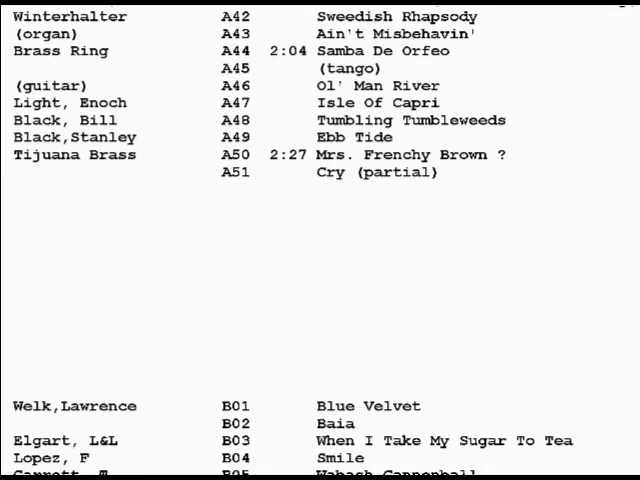 Winterhalter A42 Sweedish Rhapsody
(organ) A43 Ain't Misbehavin'
Brass Ring A44 2:04 Samba De Orfeo
A45 (tango)
(guitar) A46 Ol' Man River
Light, Enoch A47 Isle Of Capri
Black, Bill A48 Tumbling Tumbleweeds
Black,Stanley A49 Ebb Tide
Tijuana Brass A50 2:27 Mrs. Frenchy Brown ?
A51 Cry (partial)
Welk,Lawrence B01 Blue Velvet
B02 Baia
Elgart, L&L B03 When I Take My Sugar To Tea
Lopez, F B04 Smile
B05 Wabash Cannonball